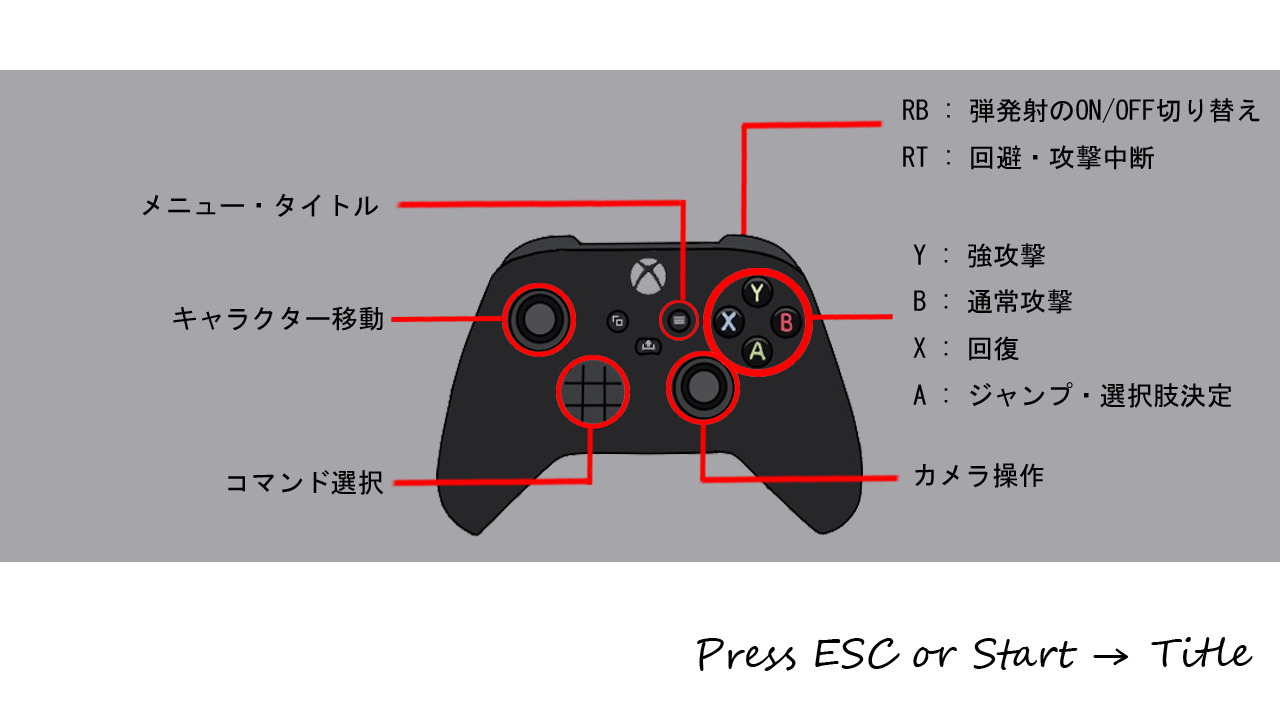 RB : 弾発射のON/OFF切り替え
RT : 回避・攻撃中断
メニュー・タイトル
Y : 強攻撃
B : 通常攻撃
X : 回復
A : ジャンプ・選択肢決定
キャラクター移動
Y
X
B
A
コマンド選択
カメラ操作
Press ESC or Start → Title